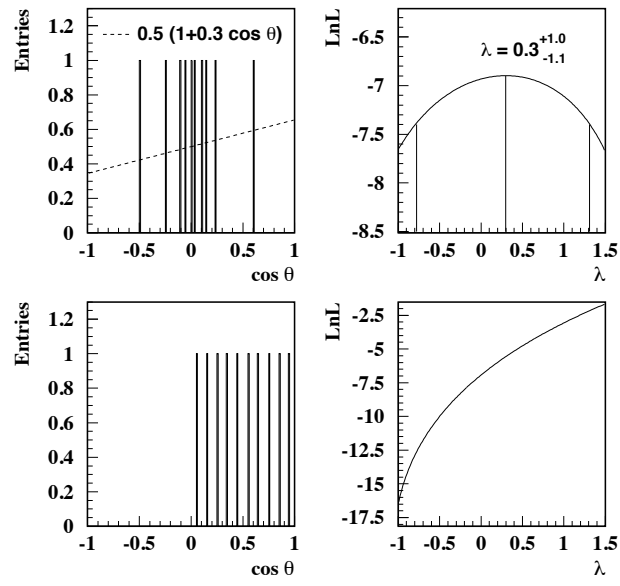 Entries
1.2
1
0.8
0.6
0.4
0.2
0
-1 -0.5 0 0.5 1
cos θ
0.5 (1+0.3 cos θ)
LnL
-6.5
-7
-7.5
-8
-8.5
-1 -0.5 0 0.5 1 1.5
λ
λ = 0.3 +1.0 -1.1
Entries
1.2
1
0.8
0.6
0.4
0.2
0
-1 -0.5 0 0.5 1
cos θ
LnL
-2.5
-5
-7.5
-10
-12.5
-15
-17.5
-1 -0.5 0 0.5 1 1.5
λ